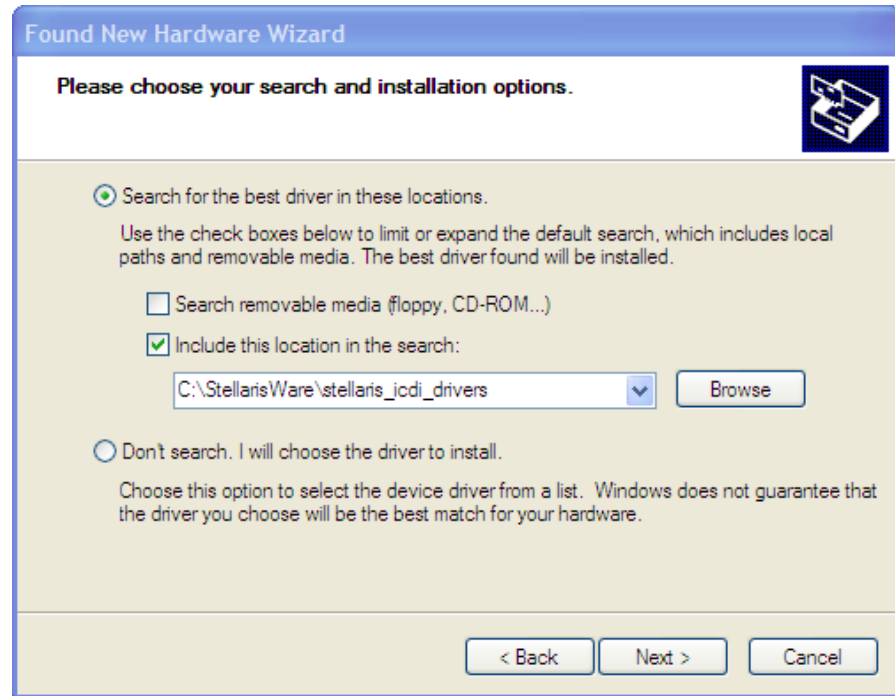 Found New Hardware Wizard
Please choose your search and installation options.
Search for the best driver in these locations.
Use the check boxes below to limit or expand the default search, which includes local
paths and removable media. The best driver found will be installed.
Search removable media (floppy, CD-ROM...)
Include this location in the search:
C:\StellarisWare\stellaris_icdi_drivers
Browse
Don't search. I will choose the driver to install.
Choose this option to select the device driver from a list. Windows does not guarantee that
the driver you choose will be the best match for your hardware.
< Back Next > Cancel